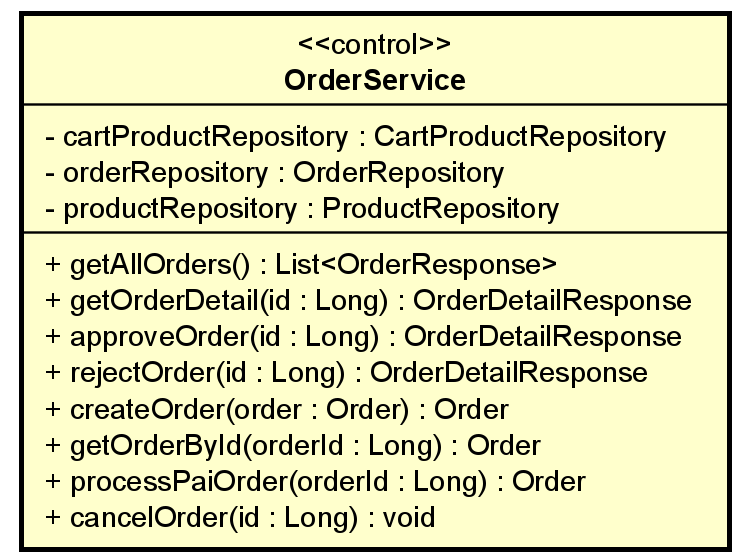 <<control>>
OrderService
- cartProductRepository : CartProductRepository
- orderRepository : OrderRepository
- productRepository : ProductRepository
+ getAllOrders() : List<OrderResponse>
+ getOrderDetail(id : Long) : OrderDetailResponse
+ approveOrder(id : Long) : OrderDetailResponse
+ rejectOrder(id : Long) : OrderDetailResponse
+ createOrder(order : Order) : Order
+ getOrderById(orderId : Long) : Order
+ processPaiOrder(orderId : Long) : Order
+ cancelOrder(id : Long) : void